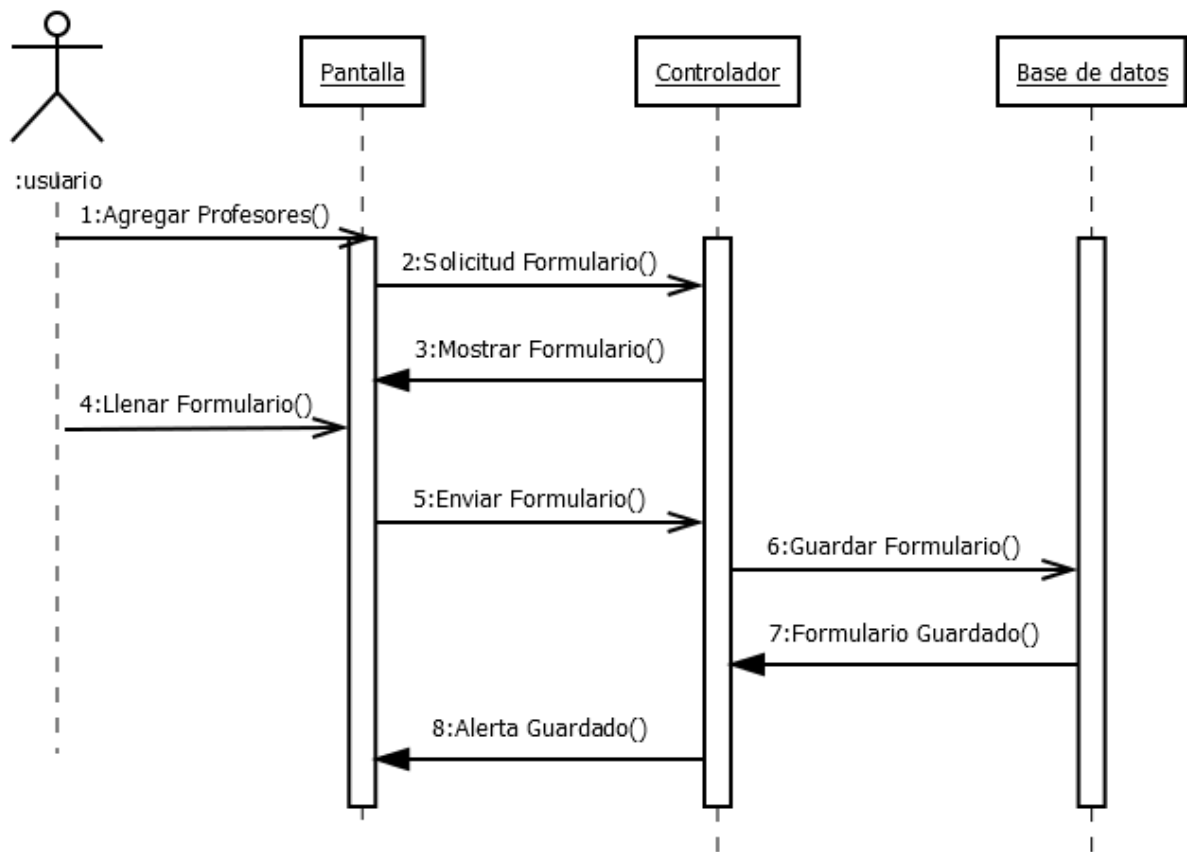 Pantalla
Controlador
Base de datos
:usuario
1:Agregar Profesores()
2:Solicitud Formulario()
3:Mostrar Formulario()
4:Llenar Formulario()
5:Enviar Formulario()
6:Guardar Formulario()
7:Formulario Guardado()
8:Alerta Guardado()